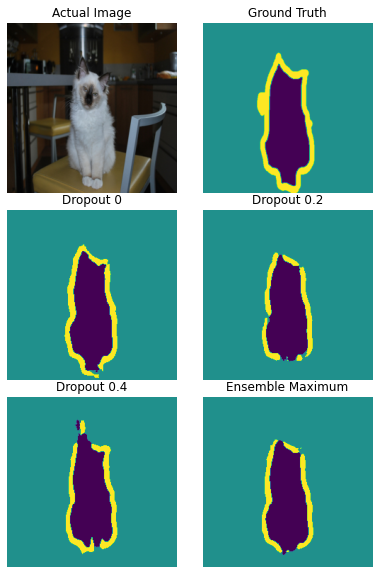 Actual Image
Ground Truth
Dropout 0
Dropout 0.2
Dropout 0.4
Ensemble Maximum